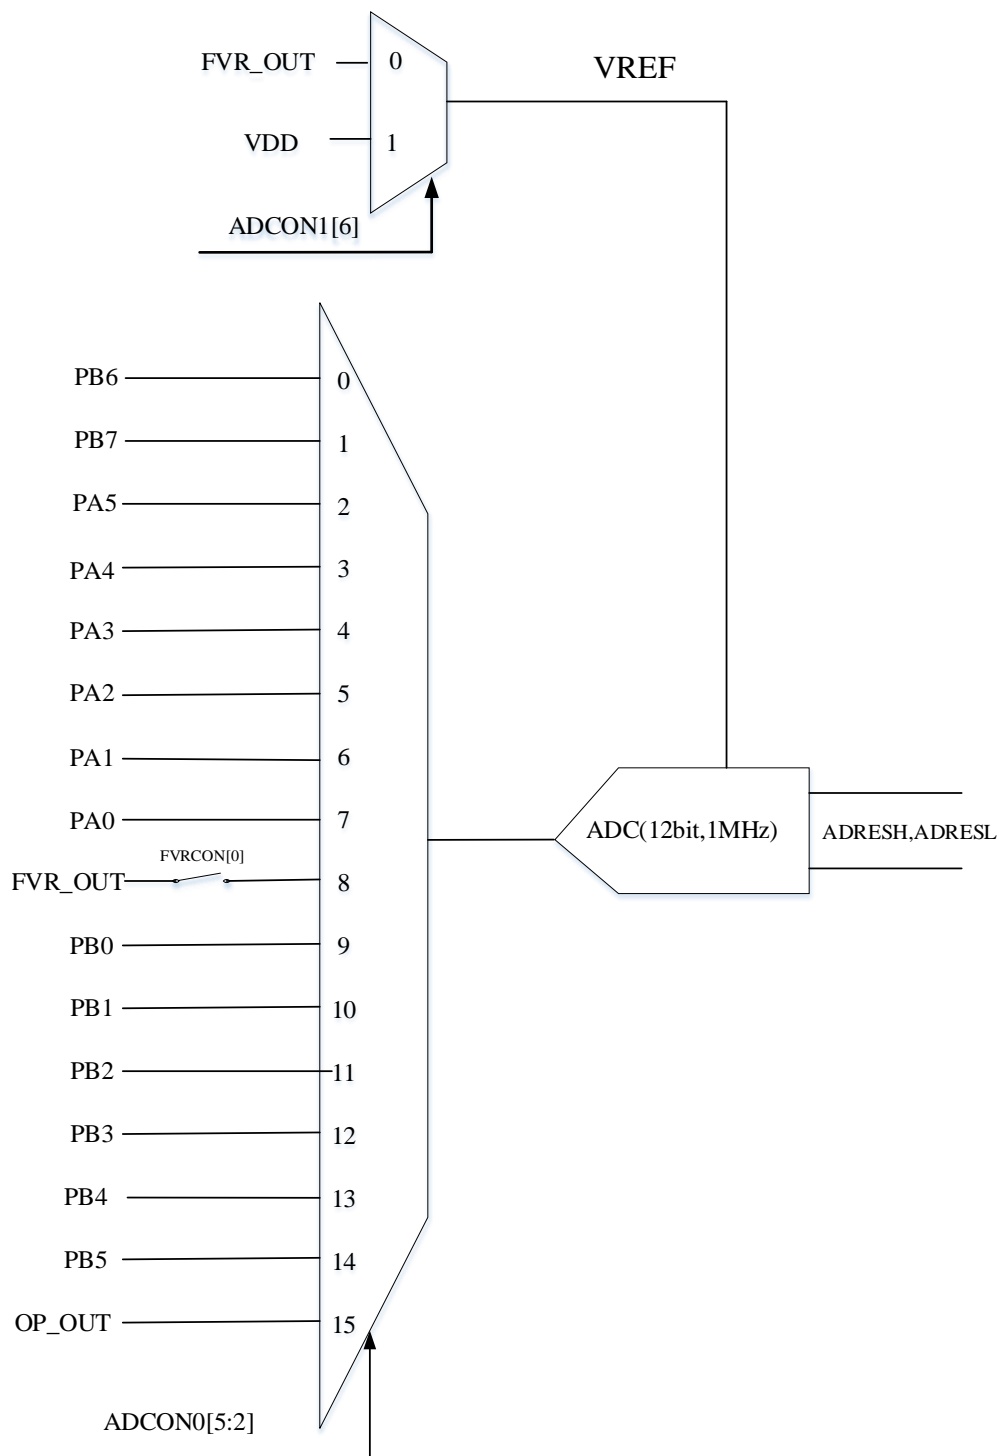 FVR_OUT 0
VREF
VDD 1
ADCON1[6]
PB6 0
PB7 1
PA5 2
PA4 3
PA3 4
PA2 5
PA1 6
PA0 7
ADC(12bit,1MHz)
ADRESH,ADRESL
FVRCON[0]
FVR_OUT 8
PB0 9
PB1 10
PB2 11
PB3 12
PB4 13
PB5 14
OP_OUT 15
ADCON0[5:2]